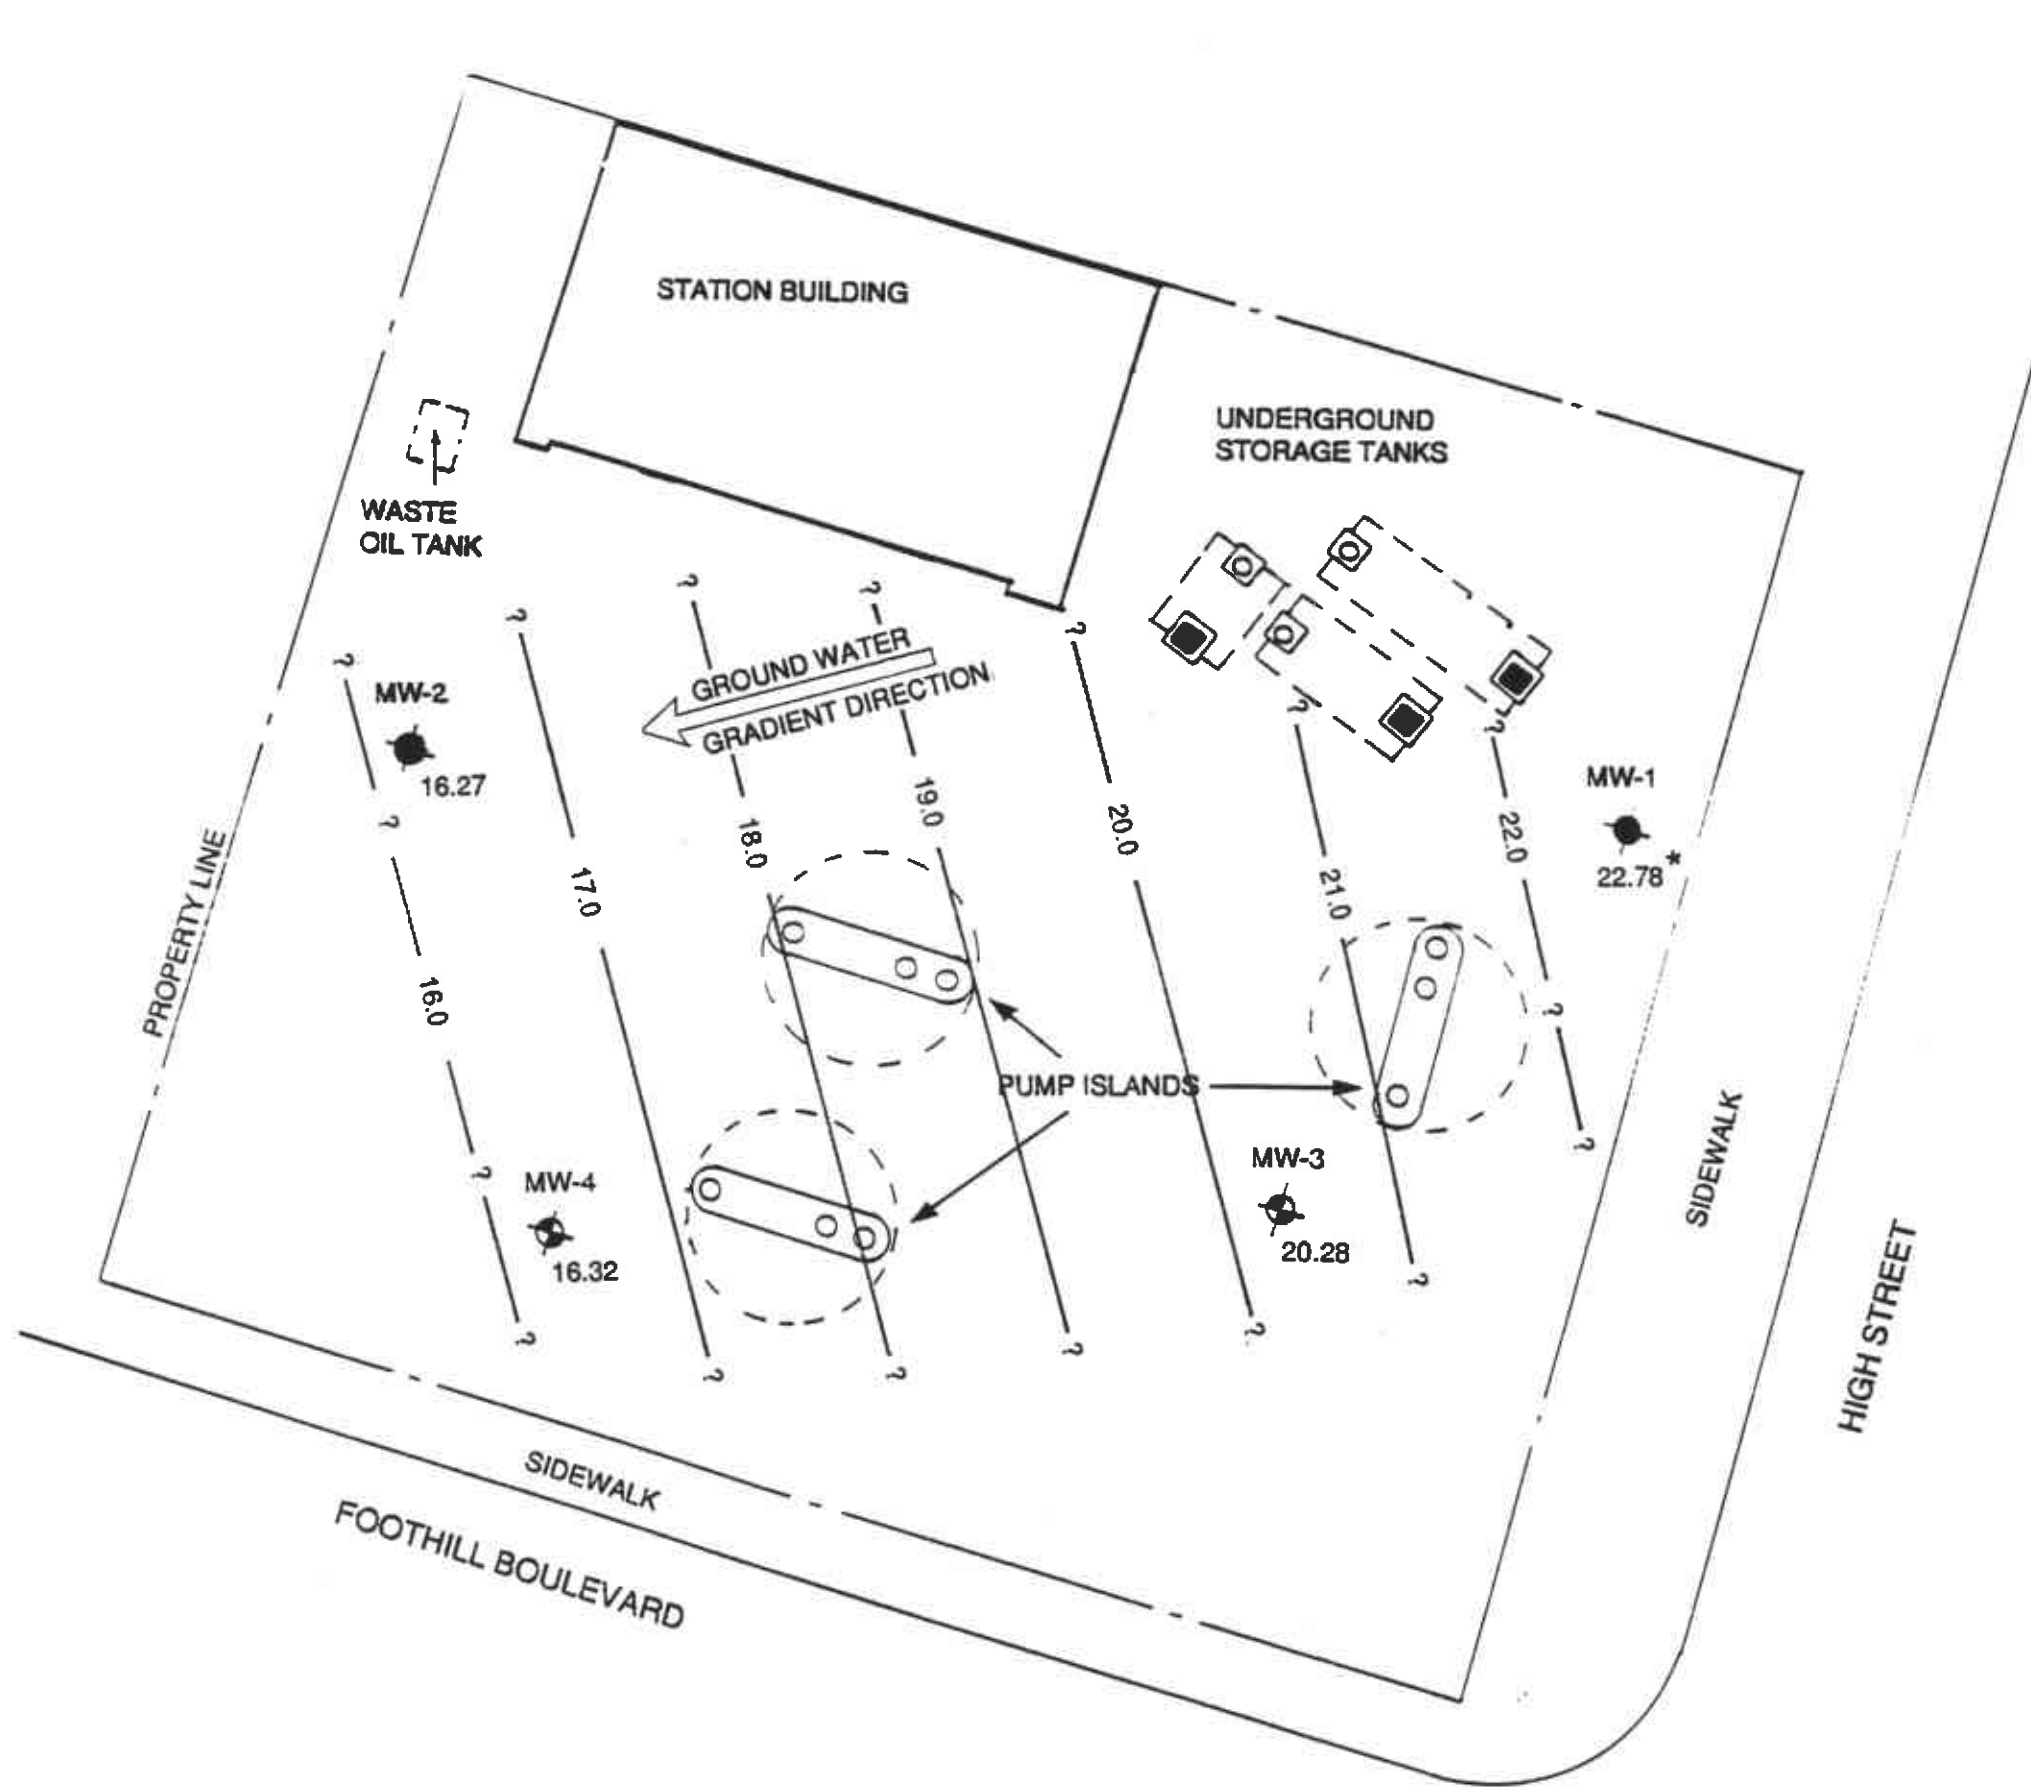 STATION BUILDING
UNDERGROUND
STORAGE TANKS
WASTE
OIL TANK
?
?
?
?
?
MW-2
16.27
GROUND WATER
GRADIENT DIRECTION
?
?
MW-1
22.78 *
PROPERTY LINE
?
16.0
17.0
18.0
19.0
20.0
21.0
22.0
?
PUMP ISLANDS
?
?
MW-4
16.32
MW-3
20.28
?
?
?
?
?
?
SIDEWALK
HIGH STREET
SIDEWALK
FOOTHILL BOULEVARD